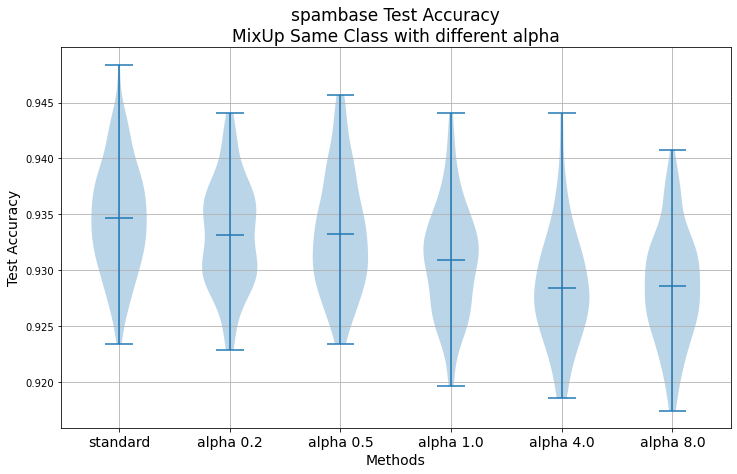 spambase Test Accuracy
MixUp Same Class with different alpha
Test Accuracy
0.945
0.940
0.935
0.930
0.925
0.920
standard alpha 0.2 alpha 0.5 alpha 1.0 alpha 4.0 alpha 8.0
Methods